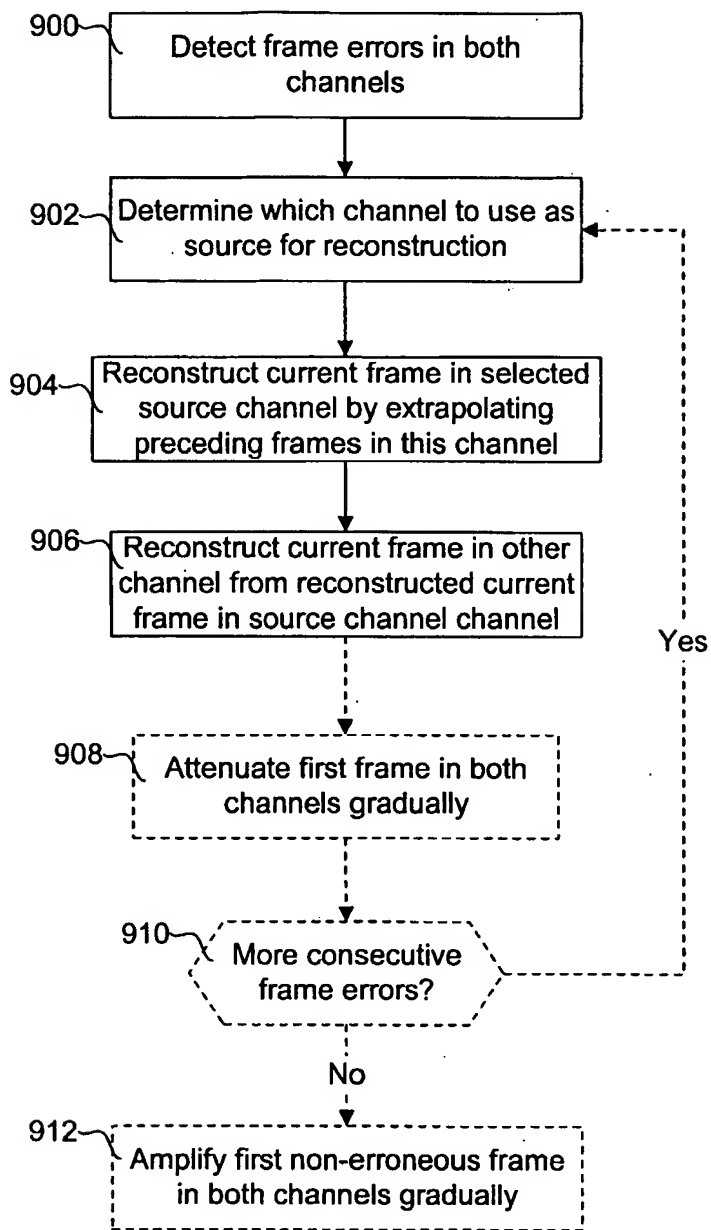 900
Detect frame errors in both
channels
902
Determine which channel to use as
source for reconstruction
904
Reconstruct current frame in selected
source channel by extrapolating
preceding frames in this channel
906
Reconstruct current frame in other
channel from reconstructed current
frame in source channel channel
Yes
908
Attenuate first frame in both
channels gradually
910
More consecutive
frame errors?
No
912
Amplify first non-erroneous frame
in both channels gradually